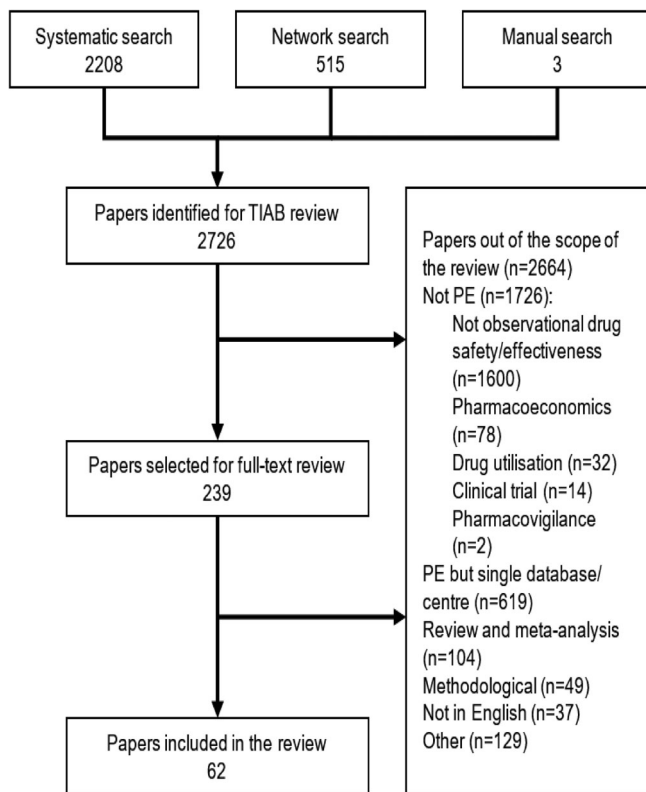 Systematic search
2208
Network search
515
Manual search
3
Papers identified for TIAB review
2726
Papers out of the scope of
the review (n=2664)
Not PE (n=1726):
Not observational drug
safety/effectiveness
(n=1600)
Pharmacoeconomics
(n=78)
Drug utilisation (n=32)
Clinical trial (n=14)
Pharmacovigilance
(n=2)
PE but single database/
centre (n=619)
Review and meta-analysis
(n=104)
Methodological (n=49)
Not in English (n=37)
Other (n=129)
Papers selected for full-text review
239
Papers included in the review
62